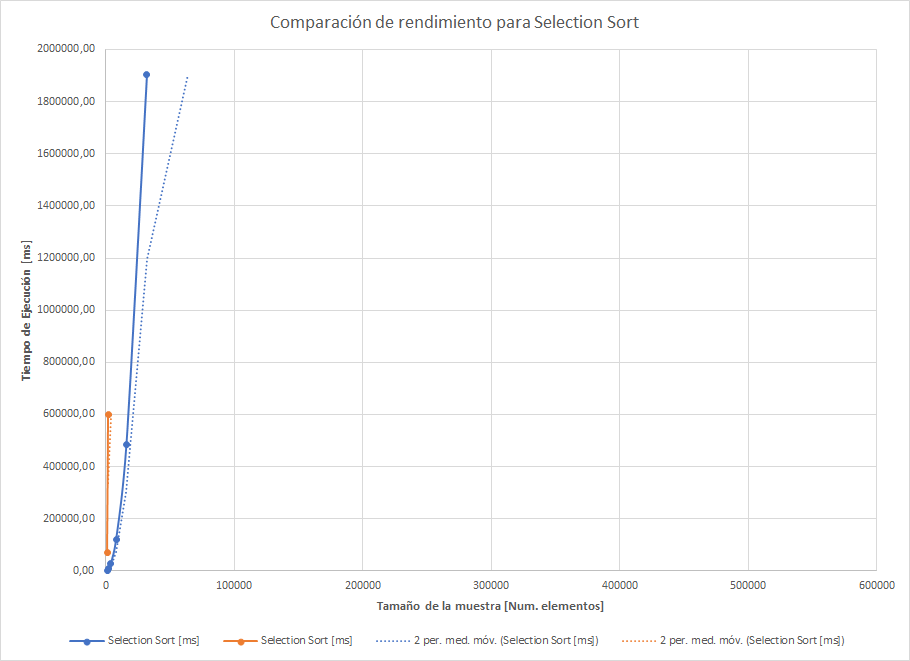 Comparación de rendimiento para Selection Sort
2000000,00
1800000,00
1600000,00
1400000,00
1200000,00
1000000,00
800000,00
600000,00
400000,00
200000,00
0,00
Tiempo de Ejecución [ms]
0 100000 200000 300000 400000 500000 600000
Tamaño de la muestra [Num. elementos]
Selection Sort [ms] Selection Sort [ms] 2 per. med. móv. (Selection Sort [ms]) 2 per. med. móv. (Selection Sort [ms])